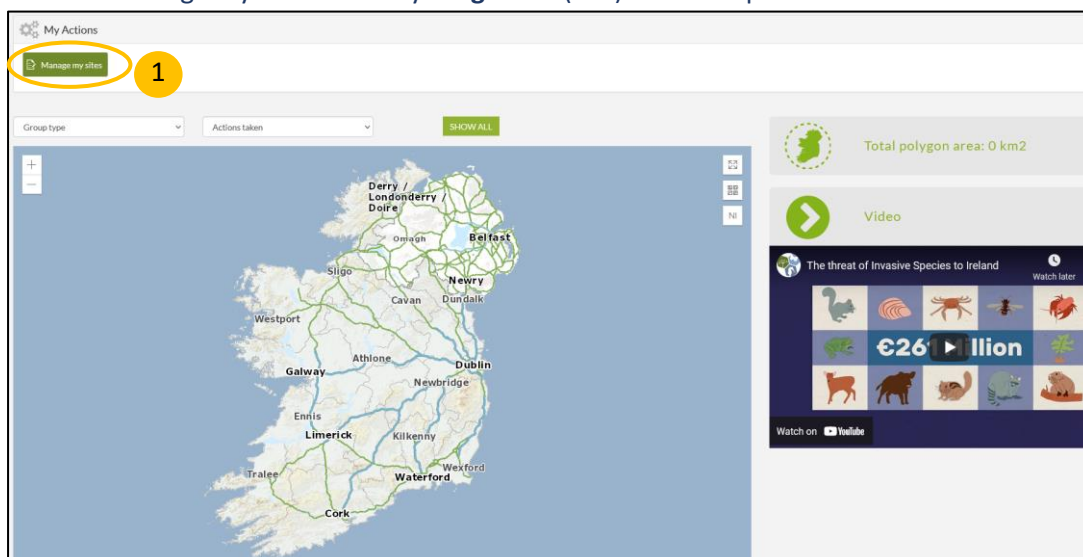 My Actions
Manage my sites
1
Group type
Actions taken
SHOW ALL
NI
Derry /
Londonderry /
Doire
Omagh
Belfast
Sligo
Newry
Cavan
Dundalk
Westport
Athlone
Galway
Dublin
Newbridge
Ennis
Limerick
Kilkenny
Tralee
Wexford
Waterford
Cork
Total polygon area: 0 km2
Video
The threat of Invasive Species to Ireland
Watch later
€261 Million
Watch on YouTube